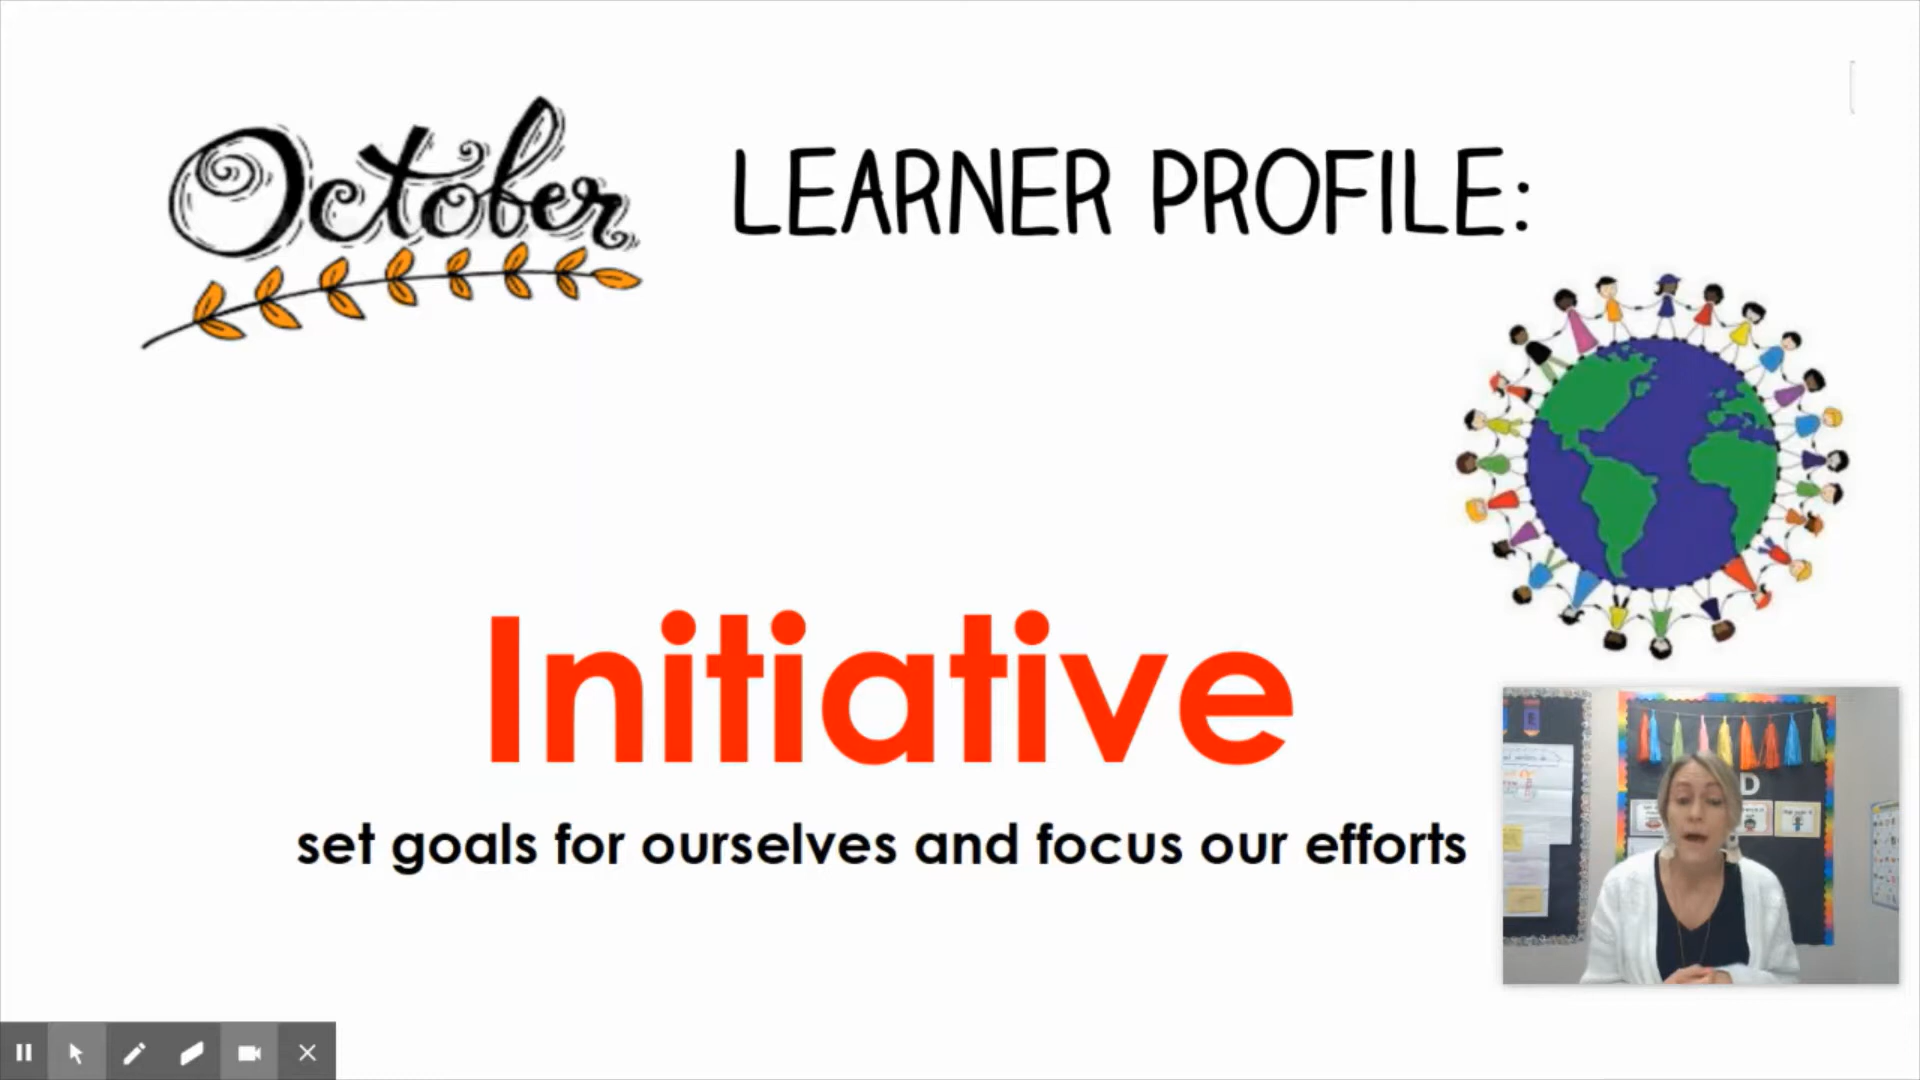 October
LEARNER PROFILE:
Initiative
set goals for ourselves and focus our efforts
E
D